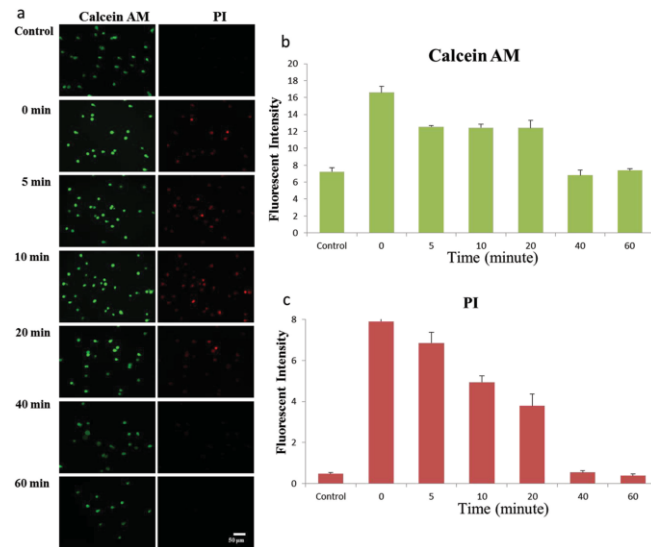 a
Calcein AM PI
Control
0 min
5 min
10 min
20 min
40 min
60 min
50 µm
b
Calcein AM
Fluorescent Intensity
20
18
16
14
12
10
8
6
4
2
0
Control 0 5 10 20 40 60
Time (minute)
c
PI
Fluorescent Intensity
8
6
4
2
0
Control 0 5 10 20 40 60
Time (minute)